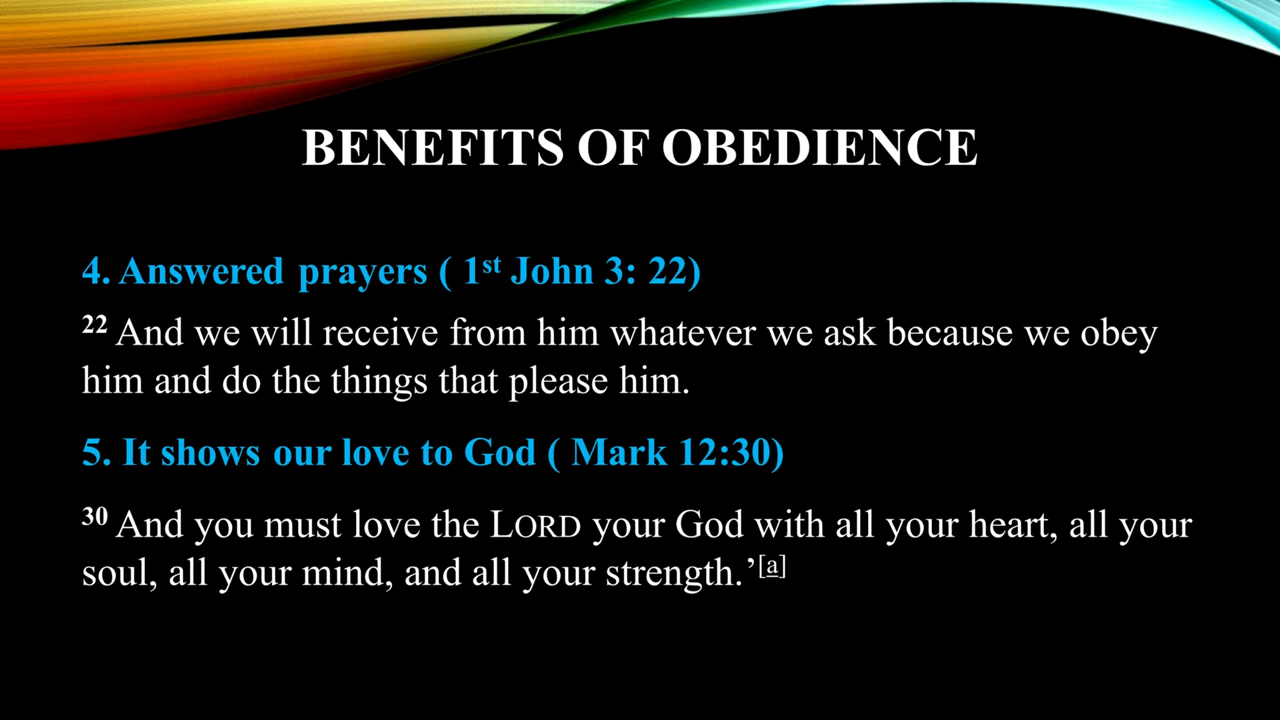 BENEFITS OF OBEDIENCE
4. Answered prayers ( 1st John 3: 22)
22 And we will receive from him whatever we ask because we obey
him and do the things that please him.
5. It shows our love to God ( Mark 12:30)
30 And you must love the LORD your God with all your heart, all your
soul, all your mind, and all your strength.’[a]